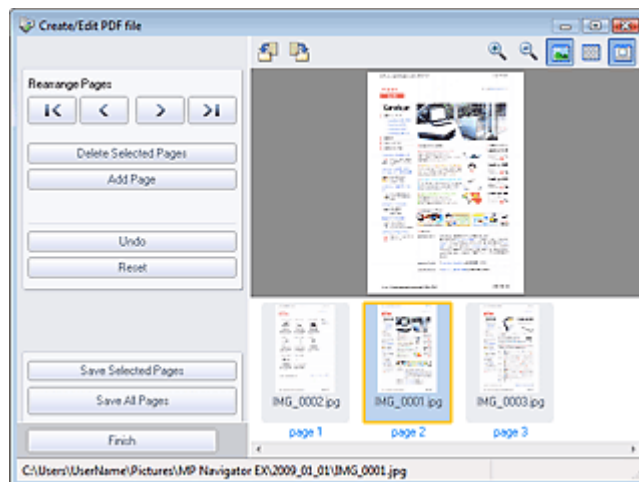 Create/Edit PDF file
Rearrange Pages
Delete Selected Pages
Add Page
Undo
Reset
Save Selected Pages
Save All Pages
Finish
IMG_0002.jpg
IMG_0001.jpg
IMG_0003.jpg
page 1
page 2
page 3
C:\Users\UserName\Pictures\MP Navigator EX\2009_01_01\IMG_0001.jpg